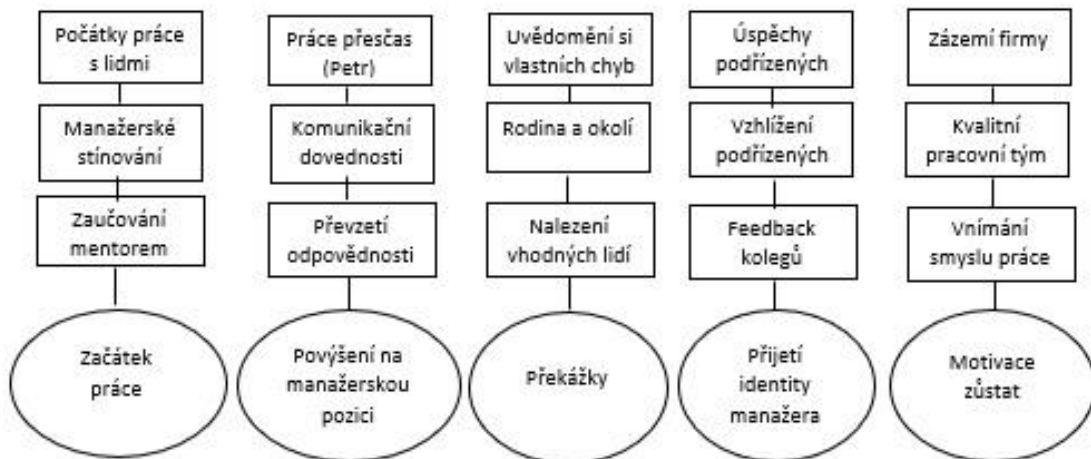 Počátky práce
s lidmi
Manažerské
stínování
Zaučování
mentorem
Začátek
práce
Práce přesčas
(Petr)
Komunikační
dovednosti
Převzetí
odpovědnosti
Povýšení na
manažerskou
pozici
Uvědomění si
vlastních chyb
Rodina a okolí
Nalezení
vhodných lidí
Překážky
Úspěchy
podřízených
Vzhlížení
podřízených
Feedback
kolegů
Přijetí
identity
manažera
Zázemí firmy
Kvalitní
pracovní tým
Vnímání
smyslu práce
Motivace
zůstat